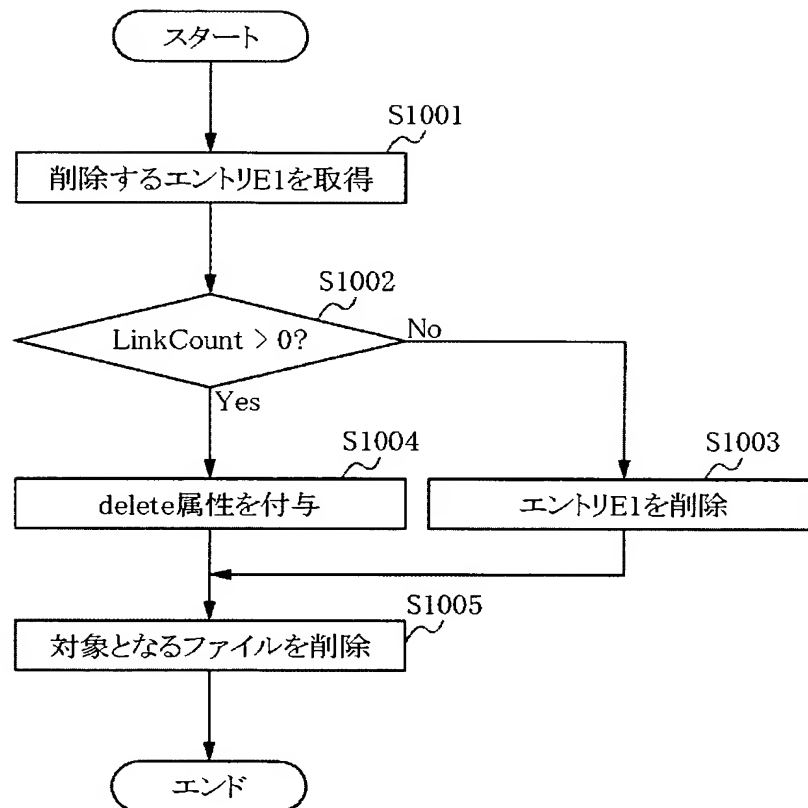 スタート
S1001
削除するエントリE1を取得
S1002
LinkCount > 0?
No
Yes
S1004
S1003
delete属性を付与
エントリE1を削除
S1005
対象となるファイルを削除
エンド